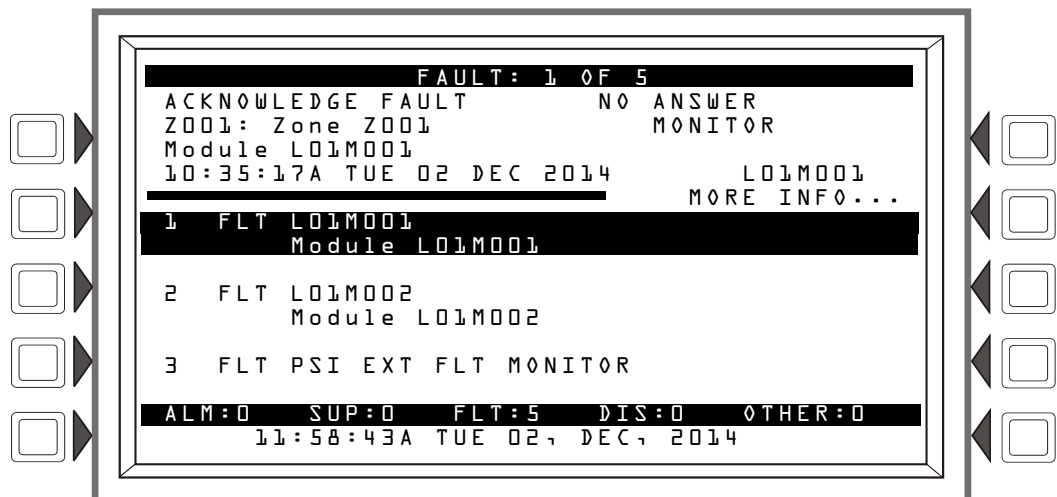 FAULT: 1 OF 5
ACKNOWLEDGE FAULT NO ANSWER
Z001: Zone Z001 MONITOR
Module L01M001
10:35:17A TUE 02 DEC 2014 L01M001
MORE INFO...
1 FLT L01M001
Module L01M001
2 FLT L01M002
Module L01M002
3 FLT PSI EXT FLT MONITOR
ALM:0 SUP:0 FLT:5 DIS:0 OTHER:0
11:58:43A TUE 02, DEC, 2014